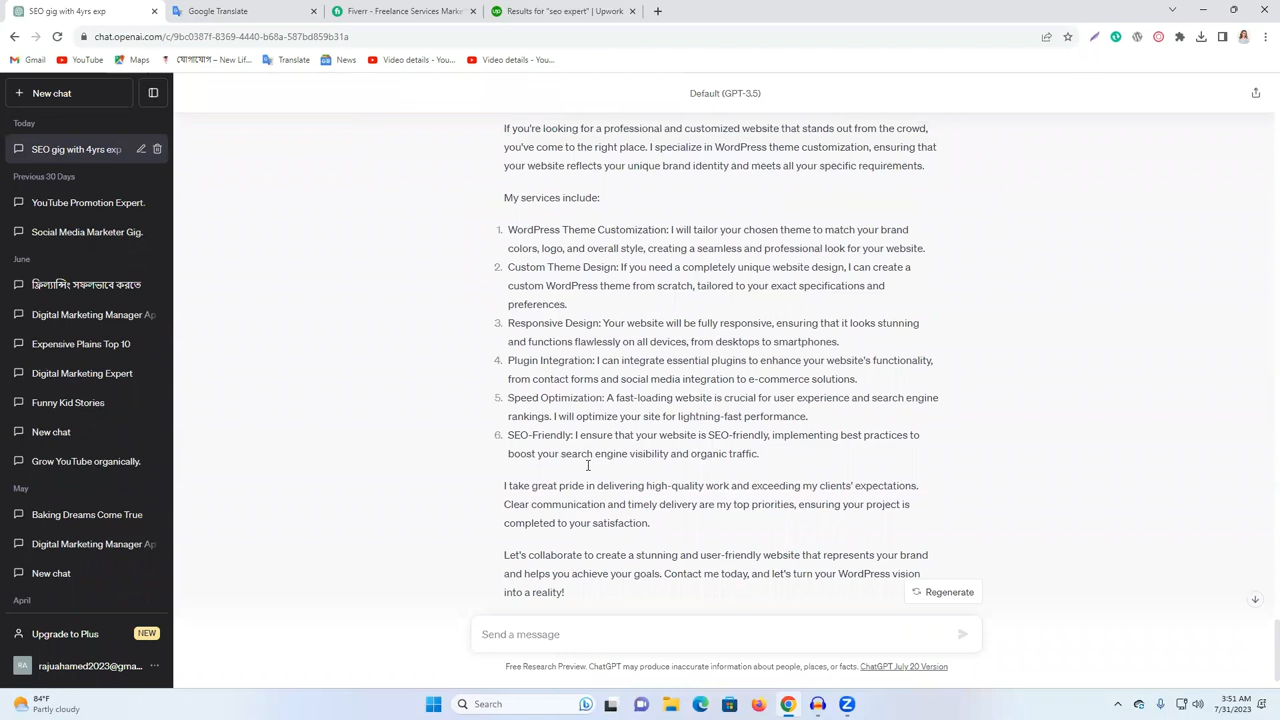 SEO gig with 4yrs exp
Google Translate
Fiverr - Freelance Services Marke
Results for "seo expert" | Upwork
chat.openai.com/c/9bc0387f-8369-4440-b68a-587bd859b31a
Gmail
YouTube
Maps
যোগাযোগ – New Lif...
Translate
News
Video details - You...
Video details - You...
New chat
Default (GPT-3.5)
Today
SEO gig with 4yrs exp
Previous 30 Days
YouTube Promotion Expert.
Social Media Marketer Gig.
June
Digital Marketing Manager Ap
Expensive Plains Top 10
Digital Marketing Expert
Funny Kid Stories
New chat
Grow YouTube organically.
May
Baking Dreams Come True
Digital Marketing Manager Ap
New chat
April
Upgrade to Plus
NEW
RA
rajuahamed2023@gma...
If you're looking for a professional and customized website that stands out from the crowd,
you've come to the right place. I specialize in WordPress theme customization, ensuring that
your website reflects your unique brand identity and meets all your specific requirements.
My services include:
1. WordPress Theme Customization: I will tailor your chosen theme to match your brand
colors, logo, and overall style, creating a seamless and professional look for your website.
2. Custom Theme Design: If you need a completely unique website design, I can create a
custom WordPress theme from scratch, tailored to your exact specifications and
preferences.
3. Responsive Design: Your website will be fully responsive, ensuring that it looks stunning
and functions flawlessly on all devices, from desktops to smartphones.
4. Plugin Integration: I can integrate essential plugins to enhance your website's functionality,
from contact forms and social media integration to e-commerce solutions.
5. Speed Optimization: A fast-loading website is crucial for user experience and search engine
rankings. I will optimize your site for lightning-fast performance.
6. SEO-Friendly: I ensure that your website is SEO-friendly, implementing best practices to
boost your search engine visibility and organic traffic.
I take great pride in delivering high-quality work and exceeding my clients' expectations.
Clear communication and timely delivery are my top priorities, ensuring your project is
completed to your satisfaction.
Let's collaborate to create a stunning and user-friendly website that represents your brand
and helps you achieve your goals. Contact me today, and let's turn your WordPress vision
into a reality!
Regenerate
Send a message
Free Research Preview. ChatGPT may produce inaccurate information about people, places, or facts. ChatGPT July 20 Version
84°F
Partly cloudy
Search
3:51 AM
7/31/2023